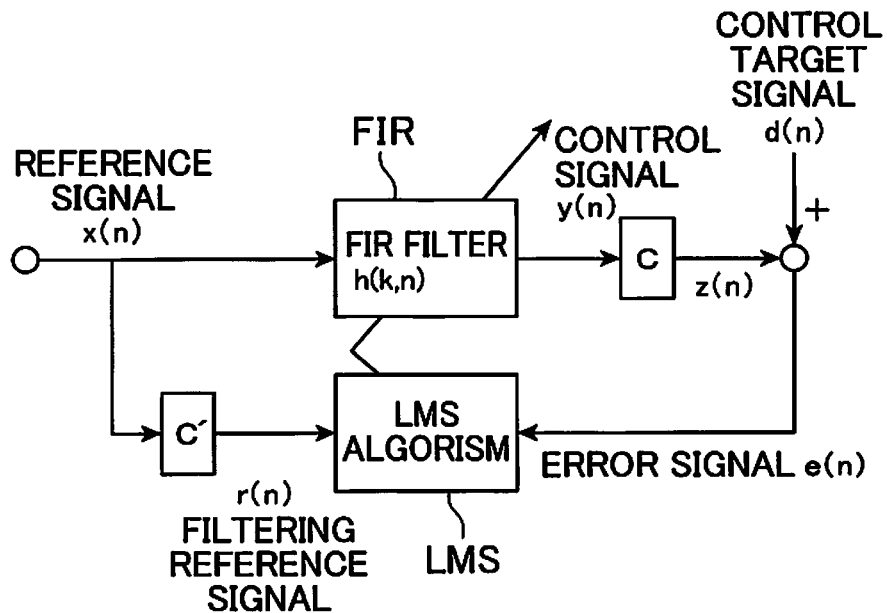 CONTROL
TARGET
SIGNAL
d(n)
+
FIR
CONTROL
SIGNAL
y(n)
REFERENCE
SIGNAL
x(n)
FIR FILTER
h(k,n)
C
z(n)
C´
LMS
ALGORISM
r(n)
FILTERING
REFERENCE
SIGNAL
ERROR SIGNAL e(n)
LMS